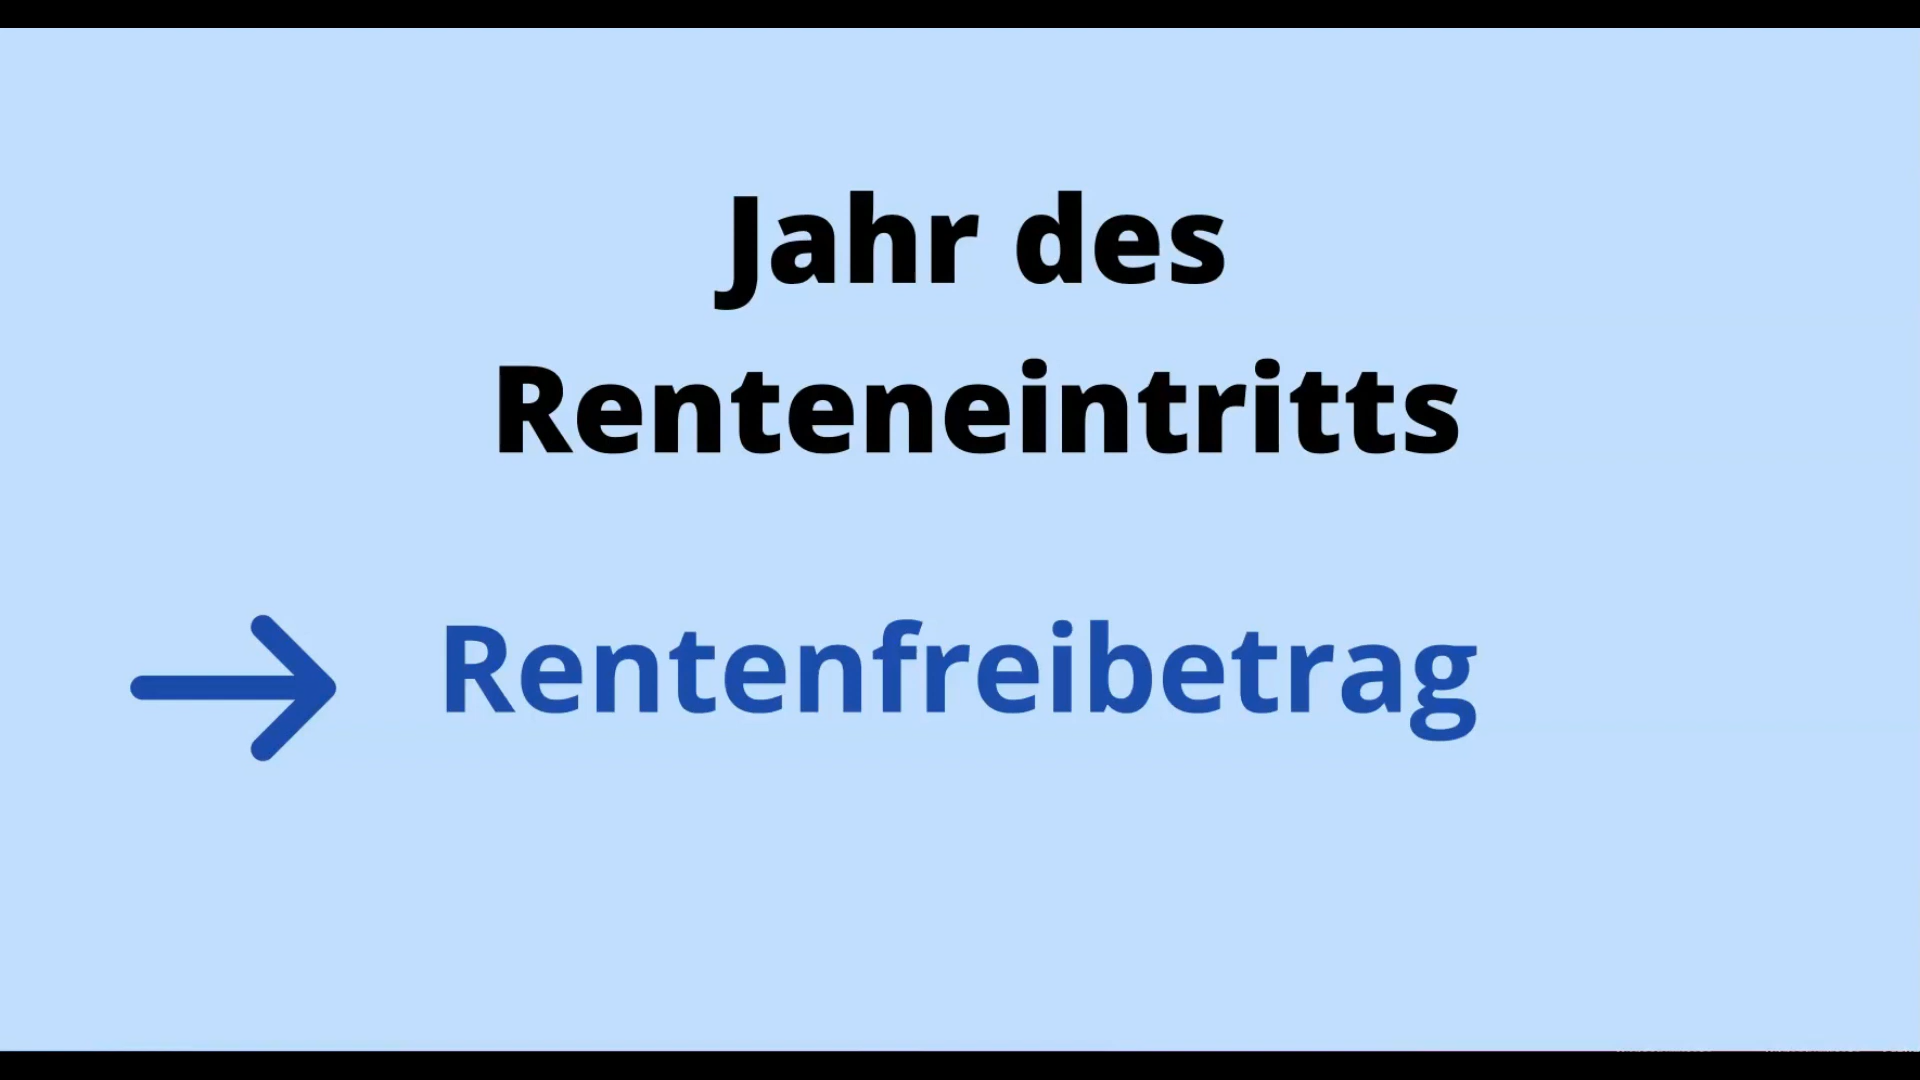 Jahr des
Renteneintritts
Rentenfreibetrag